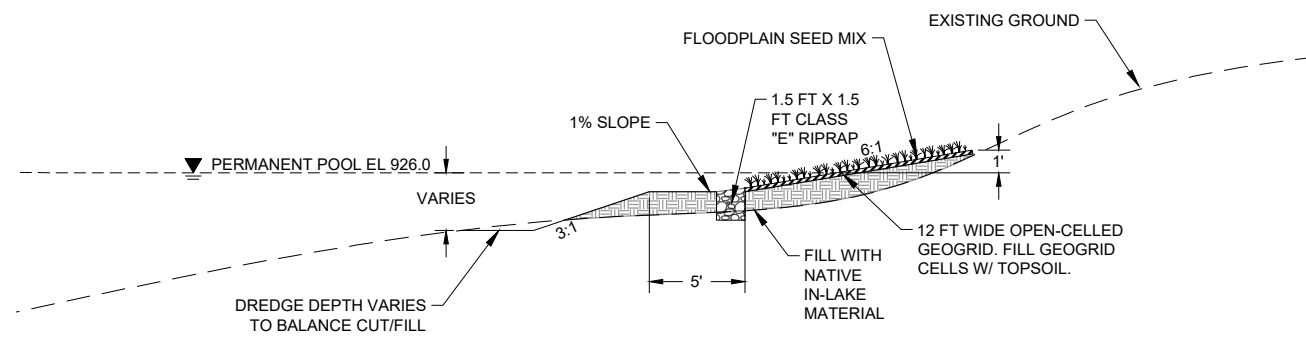 EXISTING GROUND
FLOODPLAIN SEED MIX
1.5 FT X 1.5
FT CLASS
"E" RIPRAP
1% SLOPE
6:1
1'
PERMANENT POOL EL 926.0
VARIES
3:1
12 FT WIDE OPEN-CELLED
GEOGRID. FILL GEOGRID
CELLS W/ TOPSOIL.
FILL WITH
NATIVE
IN-LAKE
MATERIAL
5'
DREDGE DEPTH VARIES
TO BALANCE CUT/FILL